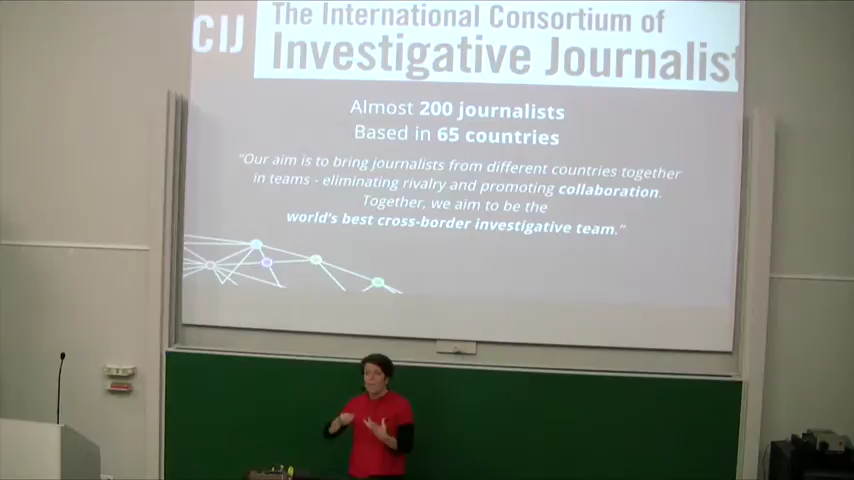 CIJ
The International Consortium of
Investigative Journalist
Almost 200 journalists
Based in 65 countries
"Our aim is to bring journalists from different countries together
in teams - eliminating rivalry and promoting collaboration.
Together, we aim to be the
world's best cross-border investigative team."